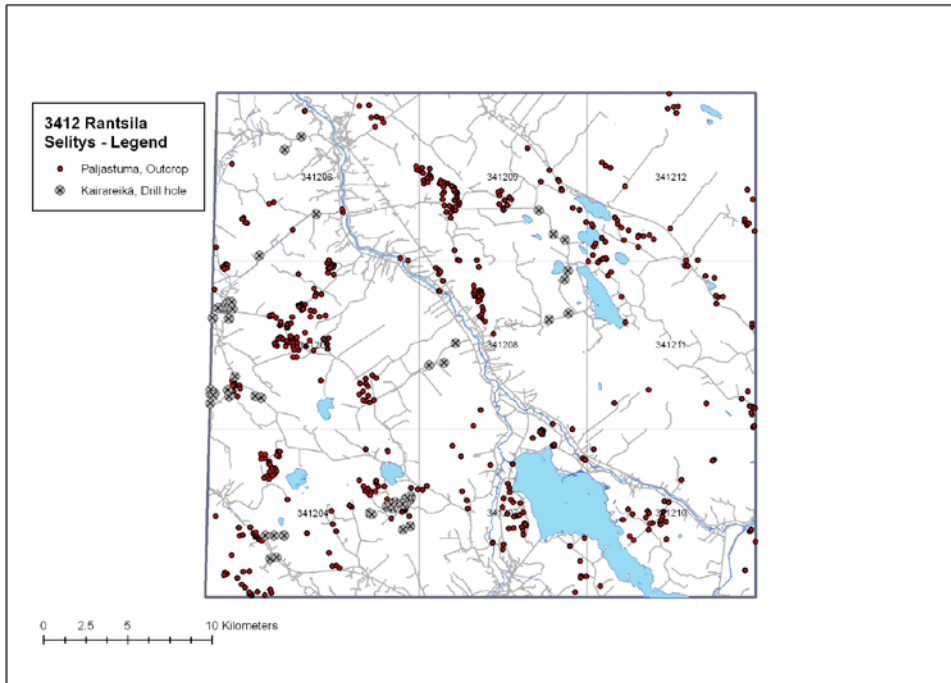 3412 Rantsila
Selitys - Legend
Paljastuma, Outcrop
Kairareikä, Drill hole
341206
341209
341212
341208
341211
341204
341210
0 2.5 5 10 Kilometers